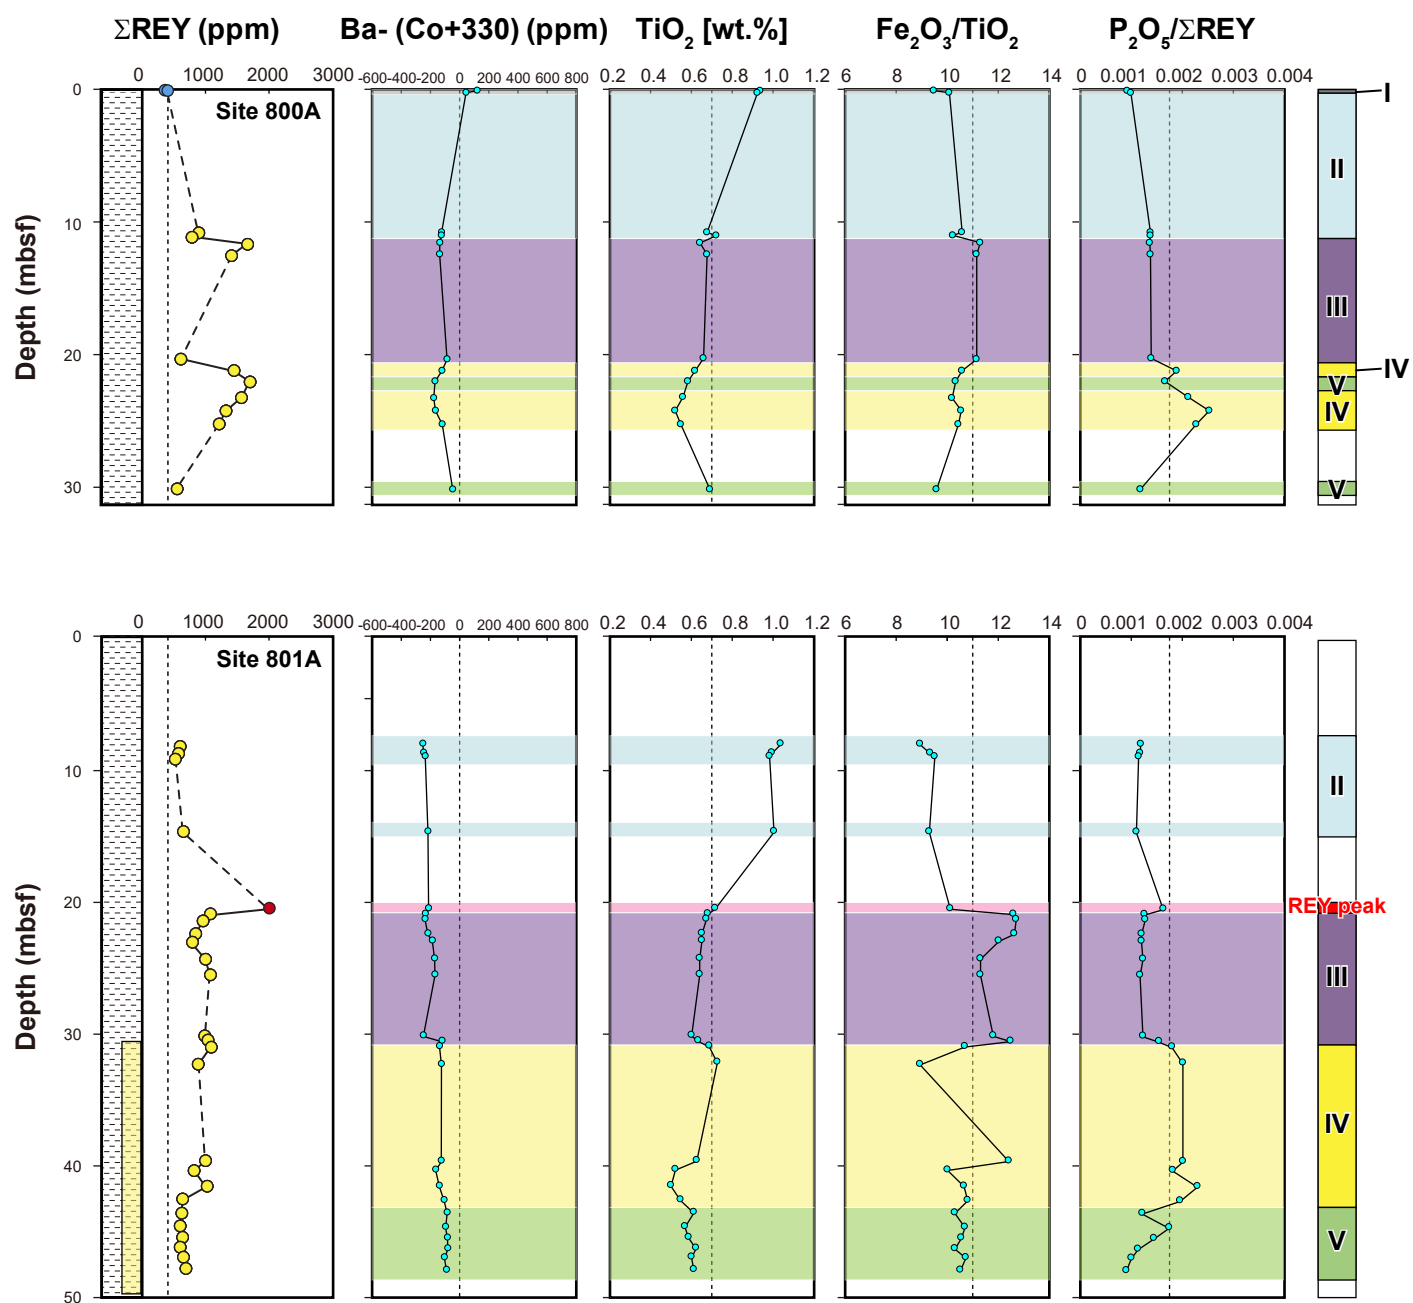 ΣREY (ppm) Ba- (Co+330) (ppm) TiO₂ [wt.%] Fe₂O₃/TiO₂ P₂O₅/ΣREY
0 1000 2000 3000 -600 -400 -200 0 200 400 600 800 0.2 0.4 0.6 0.8 1.0 1.2 6 8 10 12 14 0 0.001 0.002 0.003 0.004
0
Site 800A
I
II
10
III
Depth (mbsf)
20
IV
V
IV
30
V
0 1000 2000 3000 -600 -400 -200 0 200 400 600 800 0.2 0.4 0.6 0.8 1.0 1.2 6 8 10 12 14 0 0.001 0.002 0.003 0.004
0
Site 801A
10
II
20
REY peak
Depth (mbsf)
III
30
IV
40
V
50